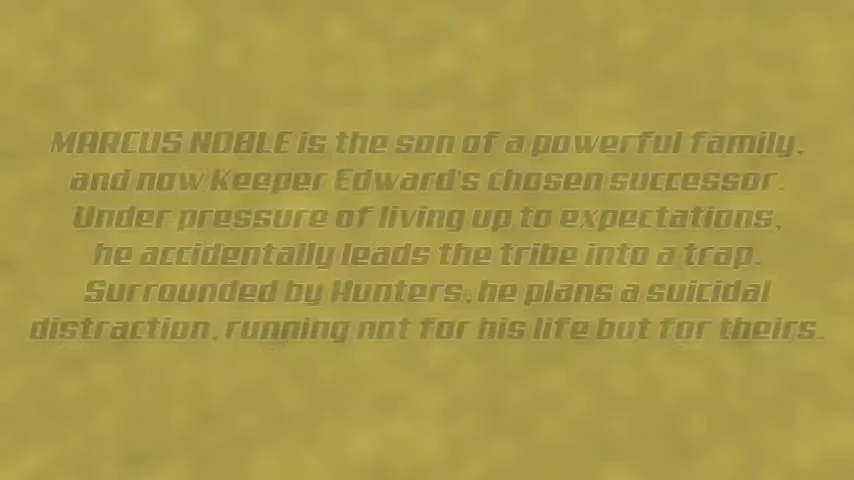 MARCUS NOBLE is the son of a powerful family,
and now Keeper Edward's chosen successor.
Under pressure of living up to expectations,
he accidentally leads the tribe into a trap.
Surrounded by Hunters, he plans a suicidal
distraction, running not for his life but for theirs.